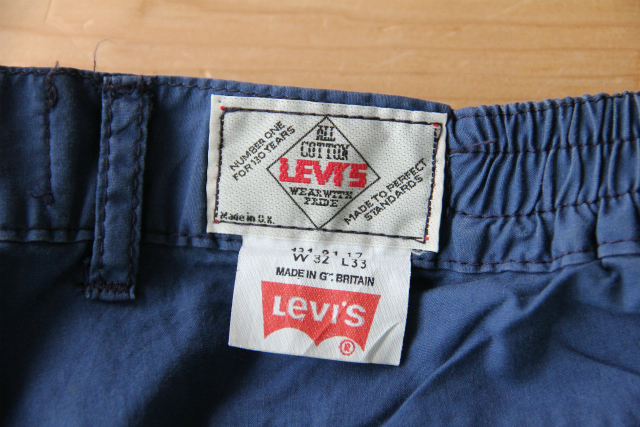 NUMBER ONE
FOR 130 YEARS
ALL
COTTON
LEVI'S
WEAR WITH
PRIDE
MADE TO PERFECT
STANDARDS
Made in U.K.
W 32 L33
MADE IN GT. BRITAIN
LEVI'S
®